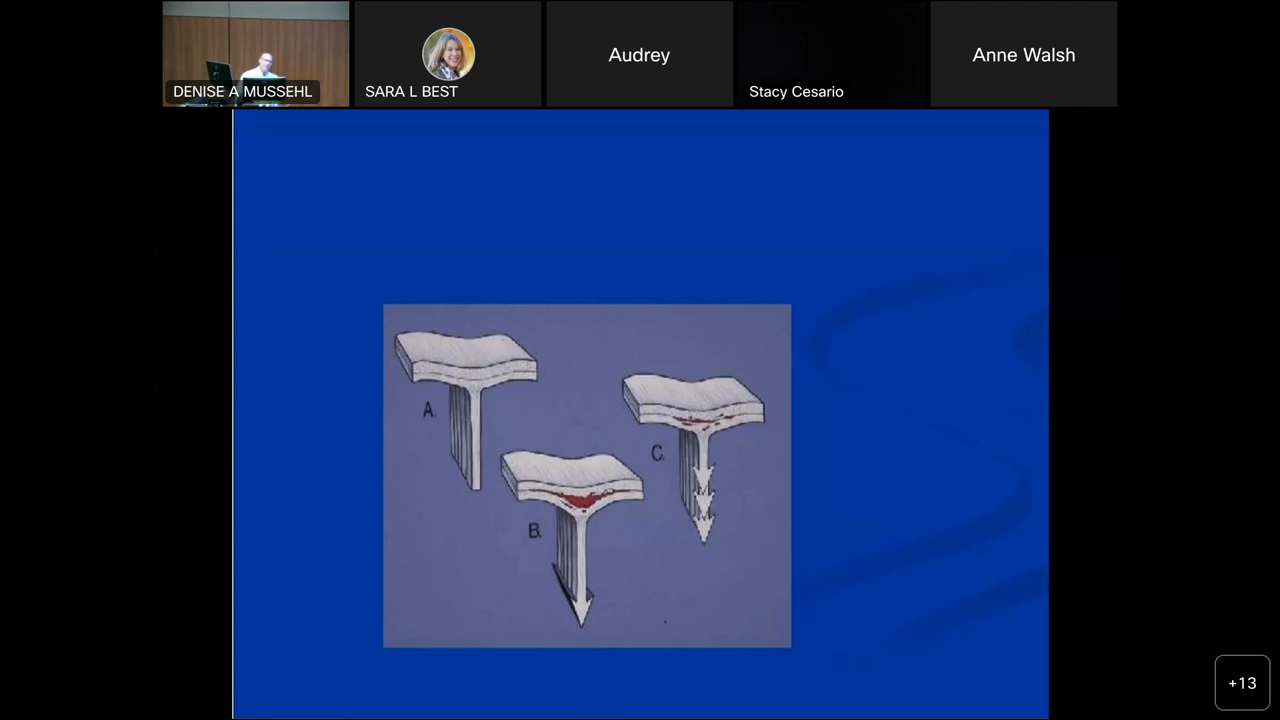 DENISE A MUSSEHL
SARA L BEST
Audrey
Stacy Cesario
Anne Walsh
A.
C.
B.
+13